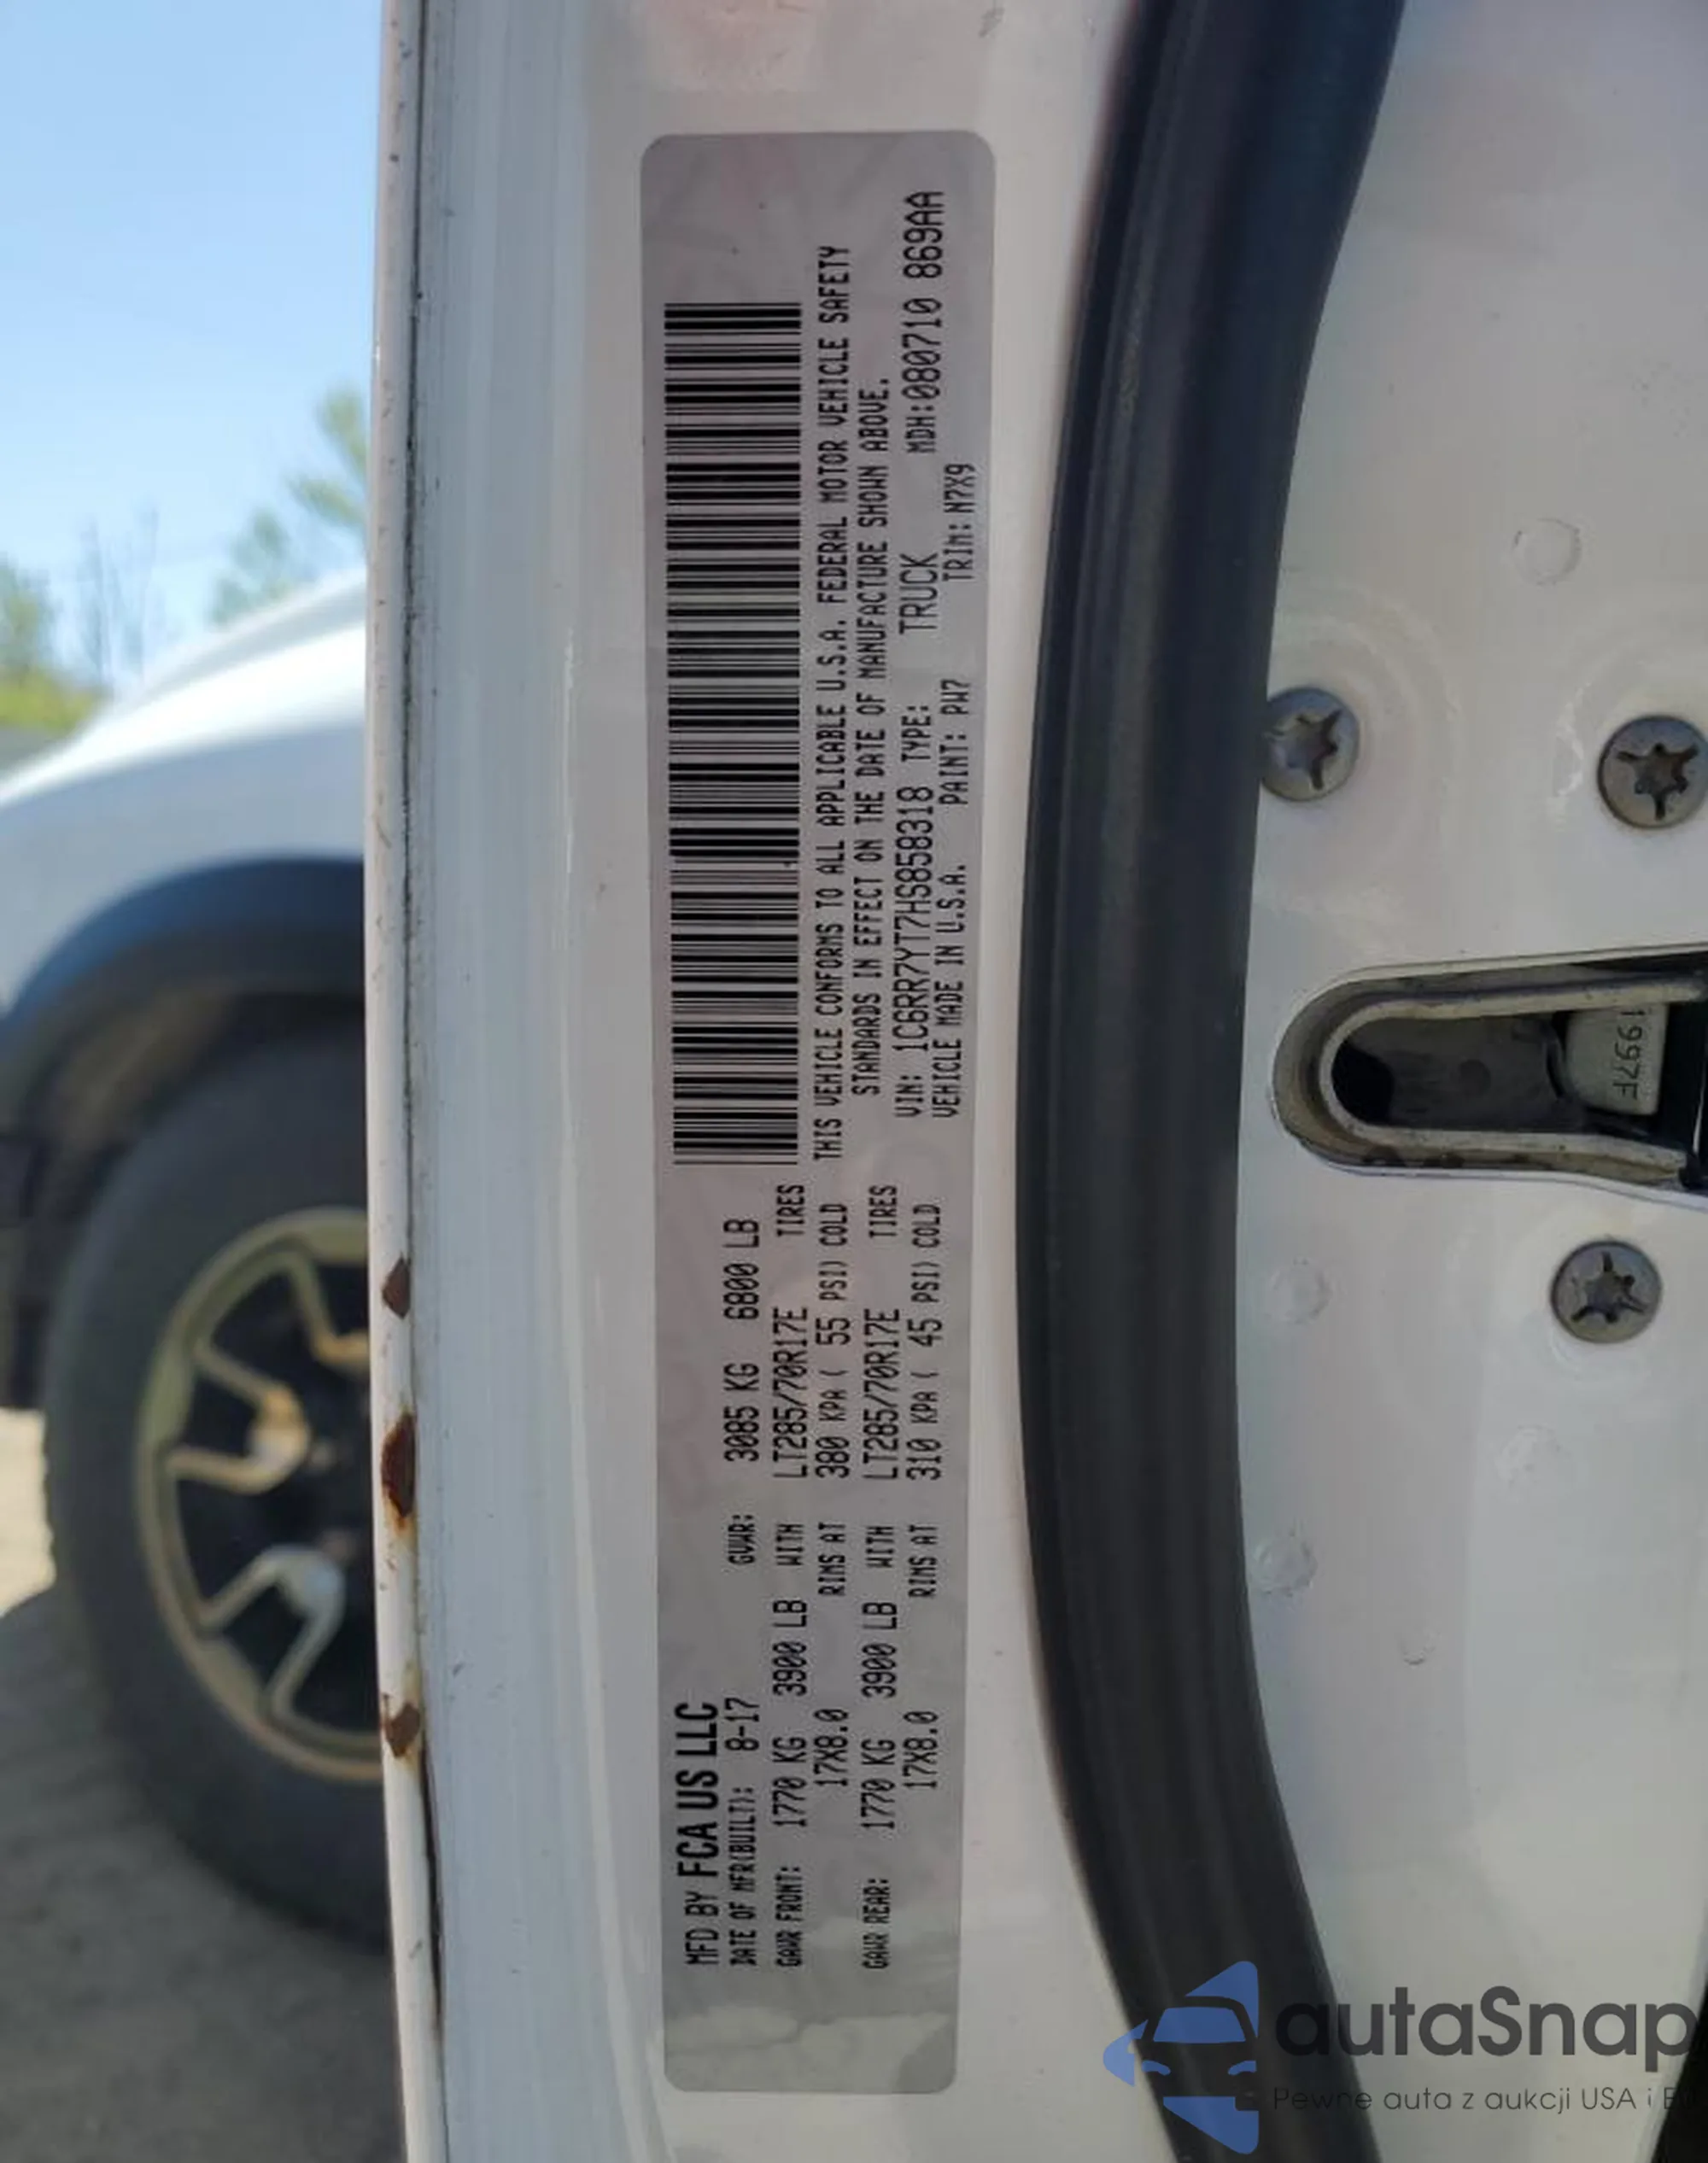 MFD BY FCA US LLC
DATE OF MFR(BUILT): 8-17 GVWR: 3085 KG 6800 LB
GAWR FRONT: 1770 KG 3900 LB WITH LT285/70R17E TIRES
17X8.0 RIMS AT 380 KPA ( 55 PSI) COLD
GAWR REAR: 1770 KG 3900 LB WITH LT285/70R17E TIRES
17X8.0 RIMS AT 310 KPA ( 45 PSI) COLD
THIS VEHICLE CONFORMS TO ALL APPLICABLE U.S.A. FEDERAL MOTOR VEHICLE SAFETY
STANDARDS IN EFFECT ON THE DATE OF MANUFACTURE SHOWN ABOVE.
VIN: 1C6RR7YT7HS858318 TYPE: TRUCK MDH:080710 869AA
VEHICLE MADE IN U.S.A. PAINT: PW7 TRIM: N7X9
1997F
autaSnap
Pewne auta z aukcji USA i